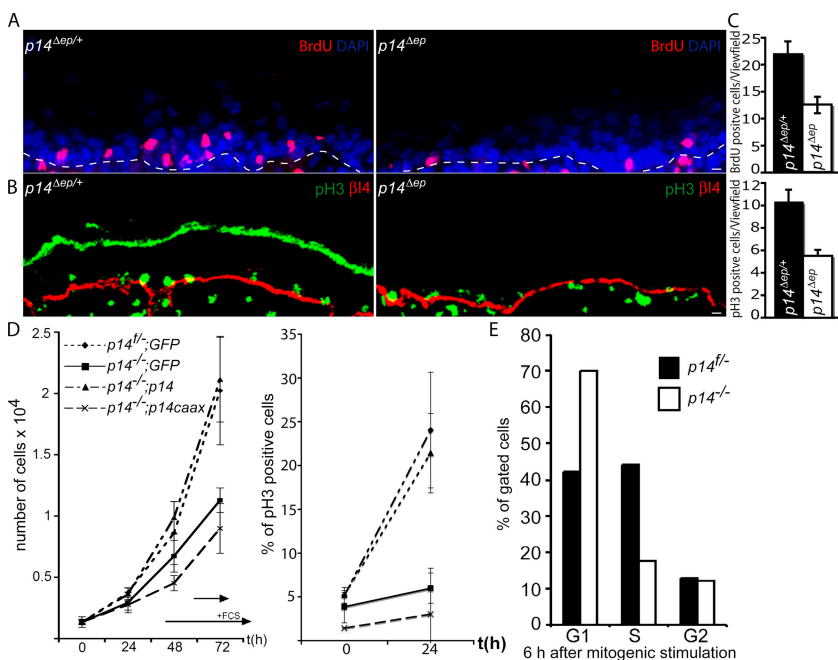 A
p14Δep/+
BrdU DAPI
p14Δep
BrdU DAPI
C
25
20
15
10
5
0
BrdU positve cells/Viewfield
p14Δep/+
p14Δep
B
p14Δep/+
pH3 βI4
p14Δep
pH3 βI4
12
10
8
6
4
2
0
pH3 positve cells/Viewfield
p14Δep/+
p14Δep
D
2.5
2
1.5
1
0.5
number of cells x 10⁴
p14f/-;GFP
p14-/-;GFP
p14-/-;p14
p14-/-;p14caax
+FCS
0 24 48 72 t(h)
35
30
25
20
15
10
5
0
% of pH3 positive cells
0 24 t(h)
E
80
70
60
50
40
30
20
10
0
% of gated cells
p14f/-
p14-/-
G1 S G2
6 h after mitogenic stimulation